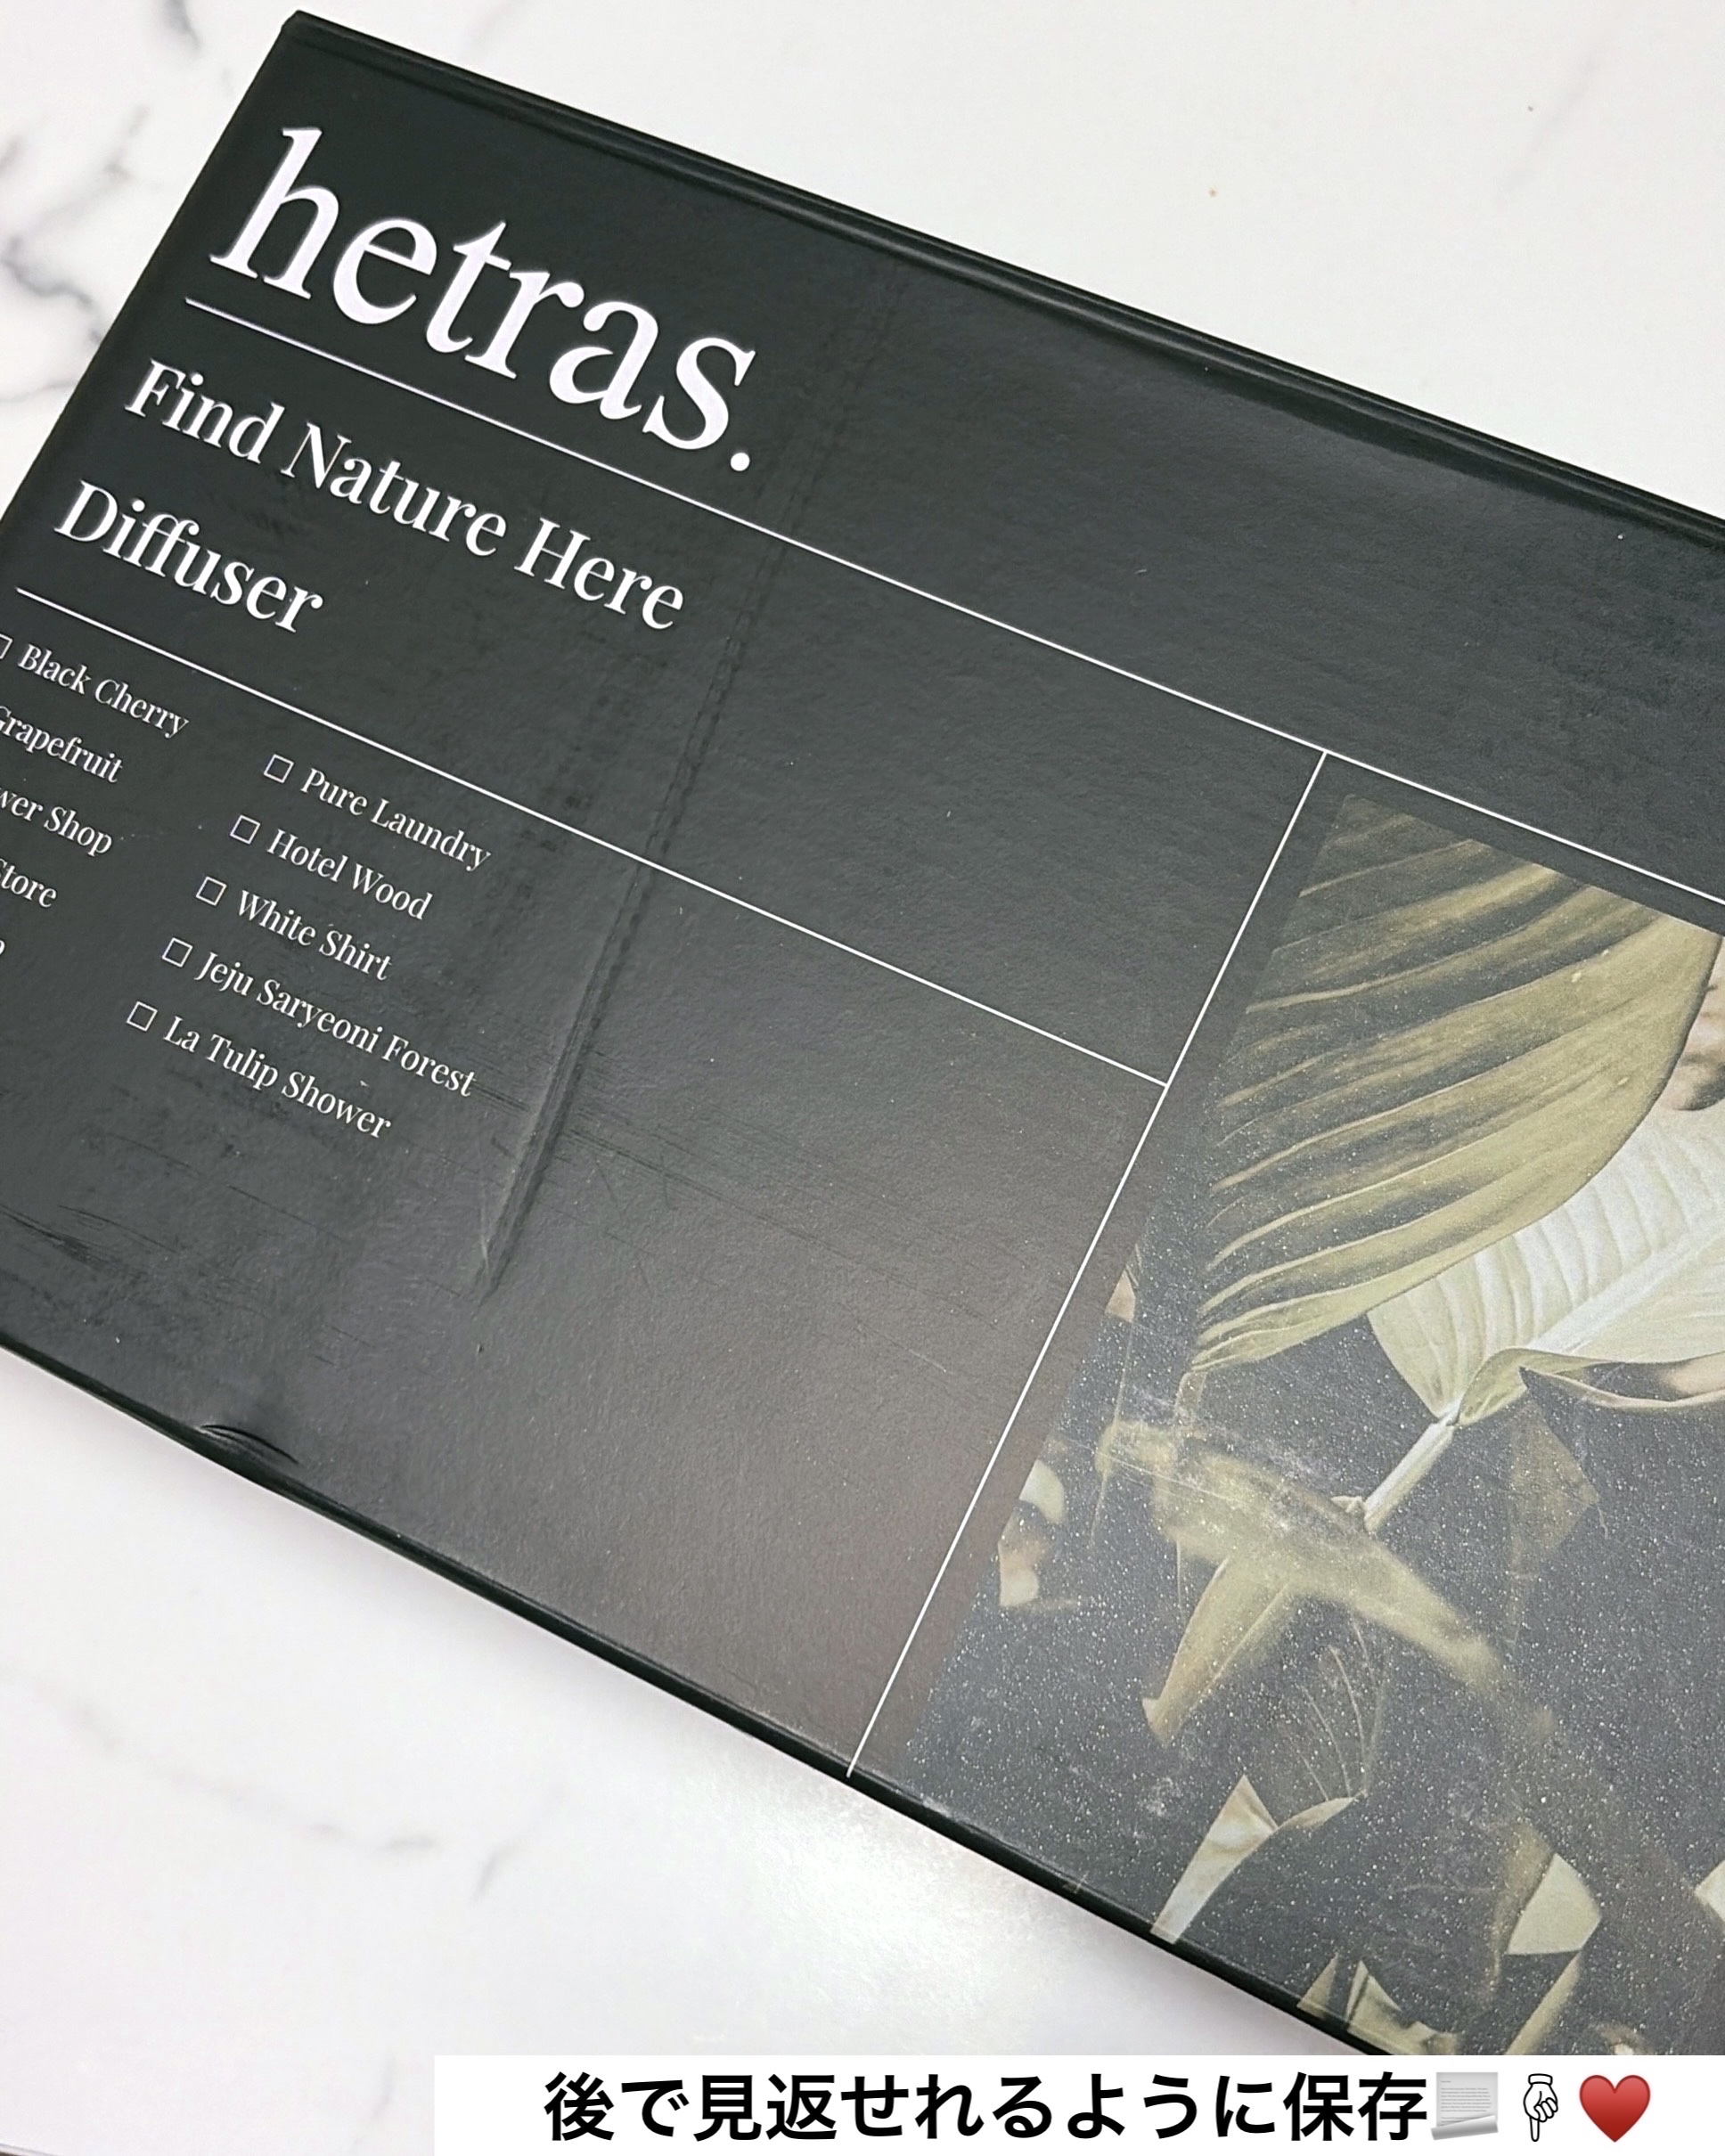 hetras.
Find Nature Here
Diffuser
□ Black Cherry
Grapefruit
Shop
□ Pure Laundry
□ Hotel Wood
□ White Shirt
□ Jeju Saryeoni Forest
□ La Tulip Shower
後で見返せれるように保存📃👇❤️